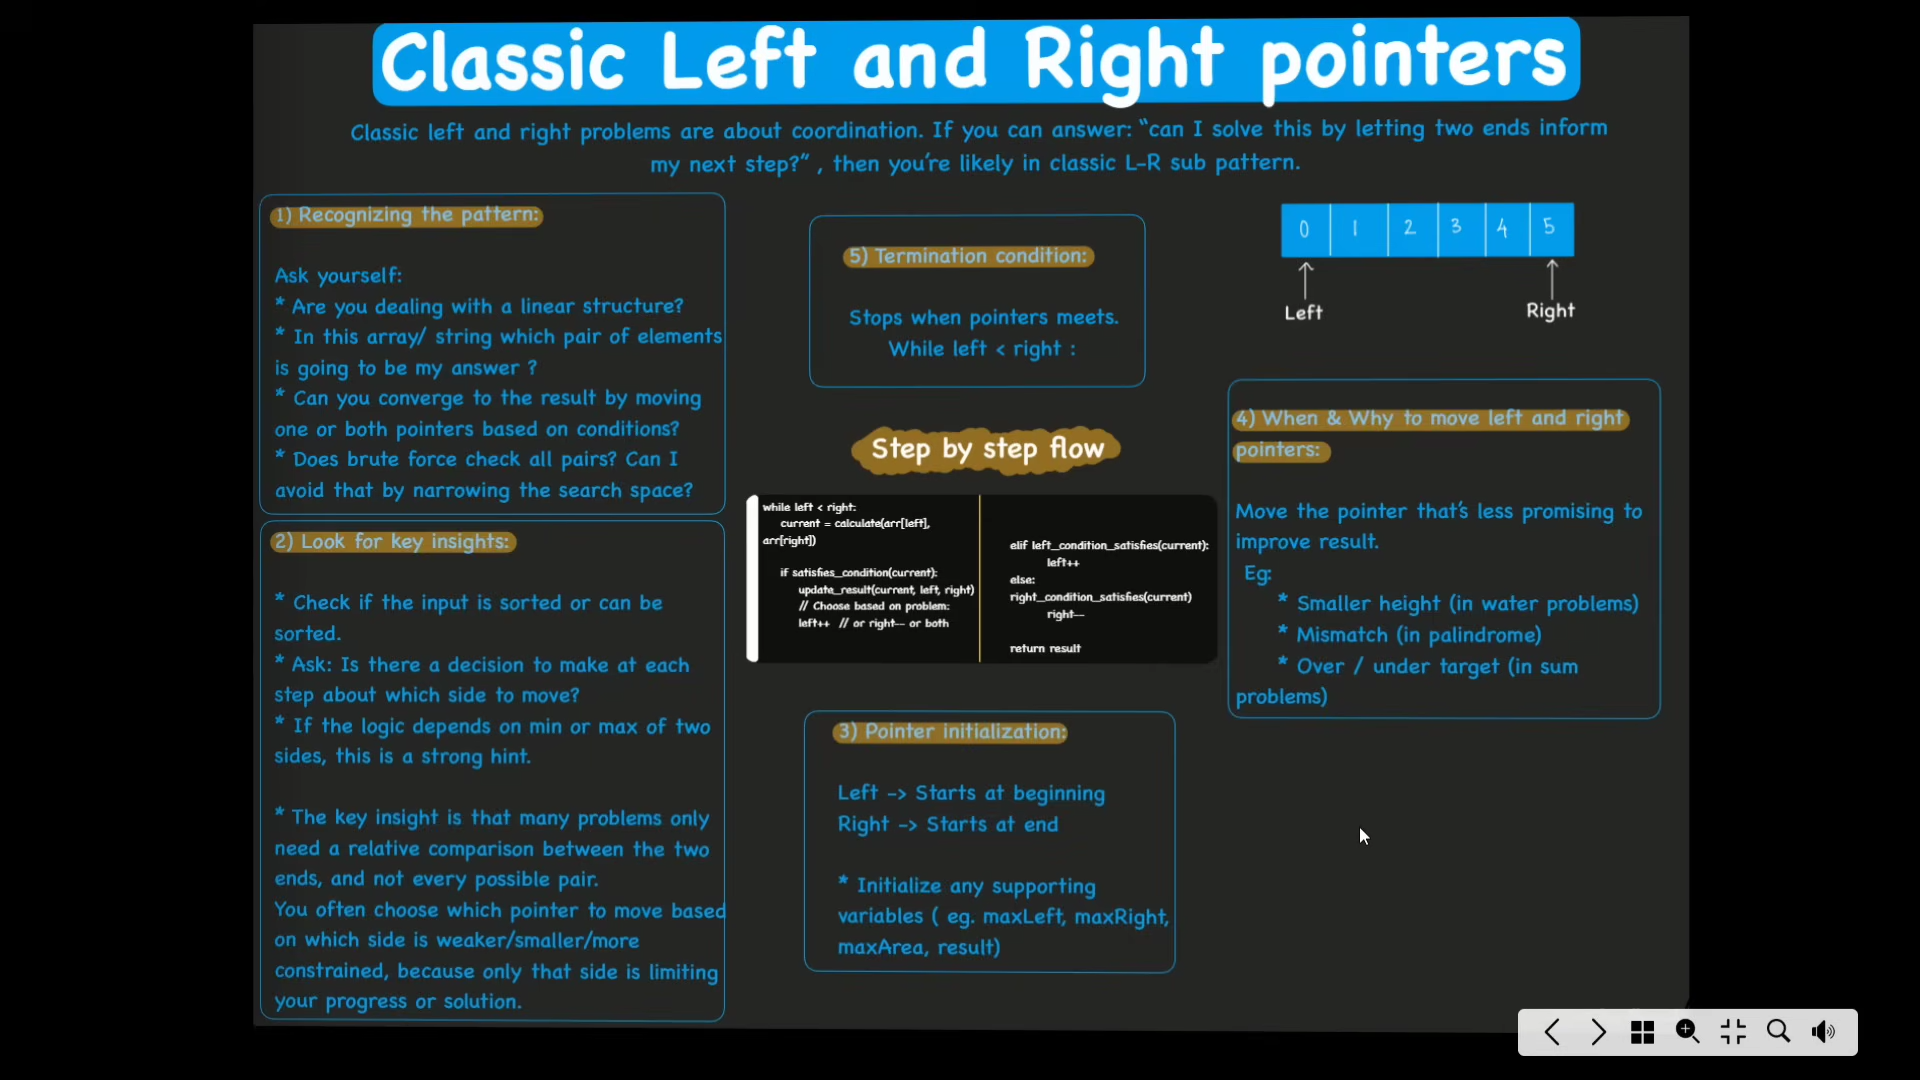 Classic Left and Right pointers
Classic left and right problems are about coordination. If you can answer: “can I solve this by letting two ends inform
my next step?” , then you’re likely in classic L-R sub pattern.
1) Recognizing the pattern:
Ask yourself:
* Are you dealing with a linear structure?
* In this array/ string which pair of elements
is going to be my answer ?
* Can you converge to the result by moving
one or both pointers based on conditions?
* Does brute force check all pairs? Can I
avoid that by narrowing the search space?
2) Look for key insights:
* Check if the input is sorted or can be
sorted.
* Ask: Is there a decision to make at each
step about which side to move?
* If the logic depends on min or max of two
sides, this is a strong hint.
* The key insight is that many problems only
need a relative comparison between the two
ends, and not every possible pair.
You often choose which pointer to move based
on which side is weaker/smaller/more
constrained, because only that side is limiting
your progress or solution.
5) Termination condition:
Stops when pointers meets.
While left < right :
Step by step flow
while left < right:
current = calculate(arr[left],
arr[right])
if satisfies_condition(current):
update_result(current, left, right)
// Choose based on problem:
left++ // or right-- or both
elif left_condition_satisfies(current):
left++
else:
right_condition_satisfies(current)
right--
return result
3) Pointer initialization:
Left -> Starts at beginning
Right -> Starts at end
* Initialize any supporting
variables ( eg. maxLeft, maxRight,
maxArea, result)
0 1 2 3 4 5
Left Right
4) When & Why to move left and right
pointers:
Move the pointer that’s less promising to
improve result.
Eg:
* Smaller height (in water problems)
* Mismatch (in palindrome)
* Over / under target (in sum
problems)